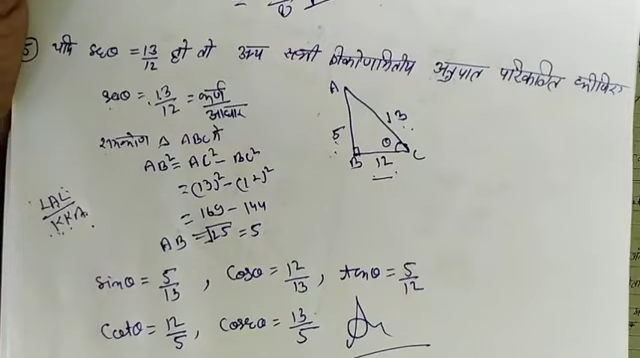 5 यदि secθ = 13/12 हो तो अन्य सभी त्रिकोणमितीय अनुपात परिकलित कीजिए
secθ = 13/12 = कर्ण/आधार
समकोण Δ ABC में
AB² = AC² - BC²
= (13)² - (12)²
= 169 - 144
AB = √25 = 5
LAL/KKA
A
5
13
θ
B 12 C
sinθ = 5/13 , Cosθ = 12/13 , tanθ = 5/12
Cotθ = 12/5 , Cosecθ = 13/5